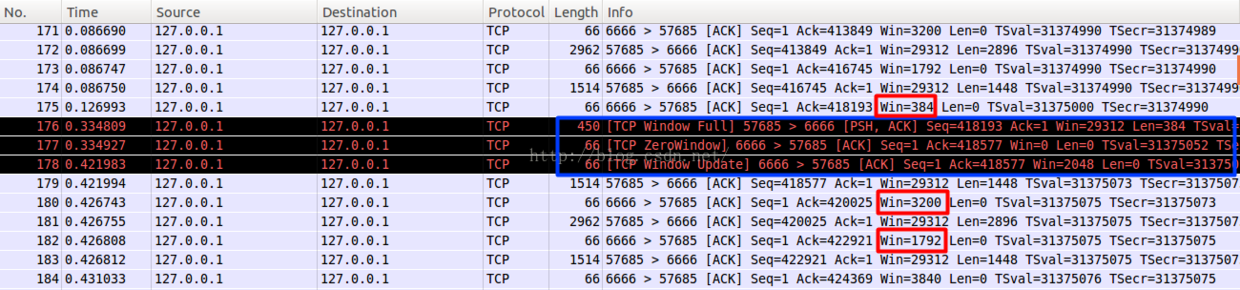 No. Time Source Destination Protocol Length Info
171 0.086690 127.0.0.1 127.0.0.1 TCP 66 6666 > 57685 [ACK] Seq=1 Ack=413849 Win=3200 Len=0 TSval=31374990 TSecr=31374989
172 0.086699 127.0.0.1 127.0.0.1 TCP 2962 57685 > 6666 [ACK] Seq=413849 Ack=1 Win=29312 Len=2896 TSval=31374990 TSecr=3137499
173 0.086747 127.0.0.1 127.0.0.1 TCP 66 6666 > 57685 [ACK] Seq=1 Ack=416745 Win=1792 Len=0 TSval=31374990 TSecr=31374990
174 0.086750 127.0.0.1 127.0.0.1 TCP 1514 57685 > 6666 [ACK] Seq=416745 Ack=1 Win=29312 Len=1448 TSval=31374990 TSecr=3137499
175 0.126993 127.0.0.1 127.0.0.1 TCP 66 6666 > 57685 [ACK] Seq=1 Ack=418193 Win=384 Len=0 TSval=31375000 TSecr=31374990
176 0.334809 127.0.0.1 127.0.0.1 TCP 450 [TCP Window Full] 57685 > 6666 [PSH, ACK] Seq=418193 Ack=1 Win=29312 Len=384 TSval=
177 0.334927 127.0.0.1 127.0.0.1 TCP 66 [TCP ZeroWindow] 6666 > 57685 [ACK] Seq=1 Ack=418577 Win=0 Len=0 TSval=31375052 TSe
http://blog.csdn.net/
178 0.421983 127.0.0.1 127.0.0.1 TCP 66 [TCP Window Update] 6666 > 57685 [ACK] Seq=1 Ack=418577 Win=2048 Len=0 TSval=313750
179 0.421994 127.0.0.1 127.0.0.1 TCP 1514 57685 > 6666 [ACK] Seq=418577 Ack=1 Win=29312 Len=1448 TSval=31375073 TSecr=3137507
180 0.426743 127.0.0.1 127.0.0.1 TCP 66 6666 > 57685 [ACK] Seq=1 Ack=420025 Win=3200 Len=0 TSval=31375075 TSecr=31375073
181 0.426755 127.0.0.1 127.0.0.1 TCP 2962 57685 > 6666 [ACK] Seq=420025 Ack=1 Win=29312 Len=2896 TSval=31375075 TSecr=3137507
182 0.426808 127.0.0.1 127.0.0.1 TCP 66 6666 > 57685 [ACK] Seq=1 Ack=422921 Win=1792 Len=0 TSval=31375075 TSecr=31375075
183 0.426812 127.0.0.1 127.0.0.1 TCP 1514 57685 > 6666 [ACK] Seq=422921 Ack=1 Win=29312 Len=1448 TSval=31375075 TSecr=3137507
184 0.431033 127.0.0.1 127.0.0.1 TCP 66 6666 > 57685 [ACK] Seq=1 Ack=424369 Win=3840 Len=0 TSval=31375076 TSecr=31375075